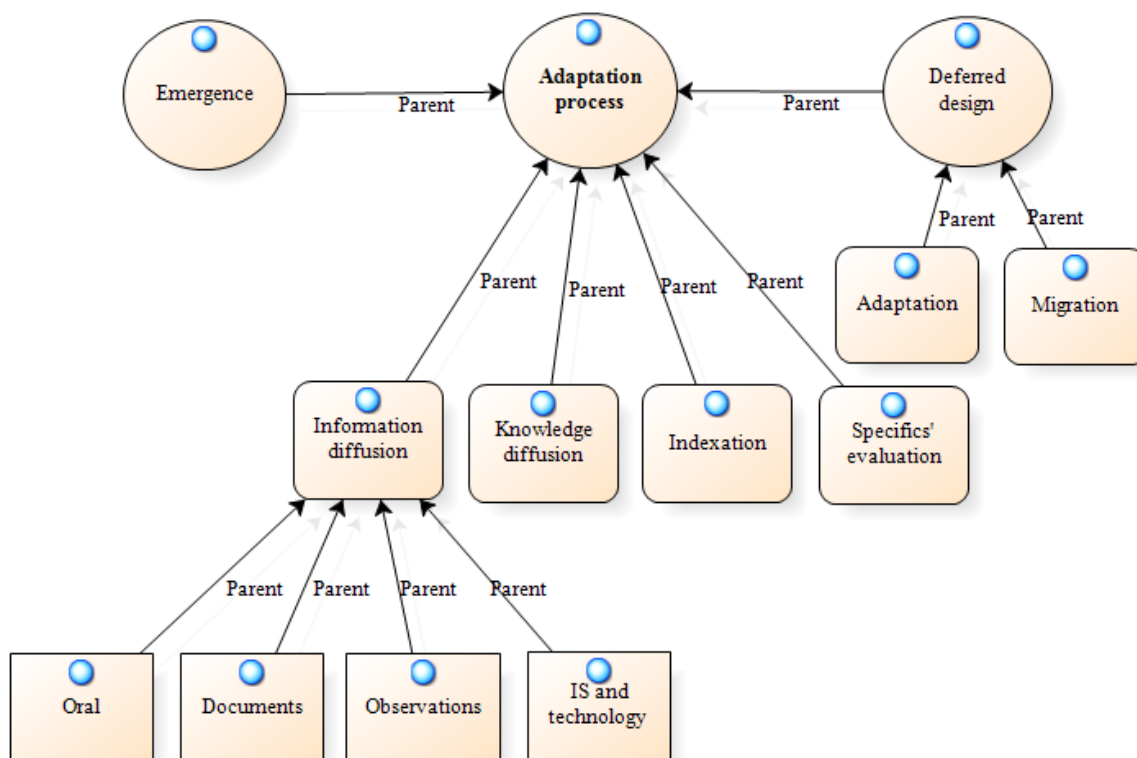 Emergence
Parent
Adaptation
process
Parent
Deferred
design
Parent
Parent
Adaptation
Migration
Parent
Parent
Parent
Parent
Information
diffusion
Knowledge
diffusion
Indexation
Specifics'
evaluation
Parent
Parent
Parent
Parent
Oral
Documents
Observations
IS and
technology